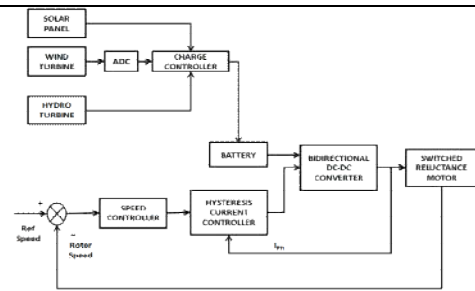 SOLAR
PANEL
WIND
TURBINE
ADC
CHARGE
CONTROLLER
HYDRO
TURBINE
BATTERY
BIDIRECTIONAL
DC-DC
CONVERTER
SWITCHED
RELUCTANCE
MOTOR
SPEED
CONTROLLER
HYSTERESIS
CURRENT
CONTROLLER
+
Ref
Speed
−
Rotor
Speed